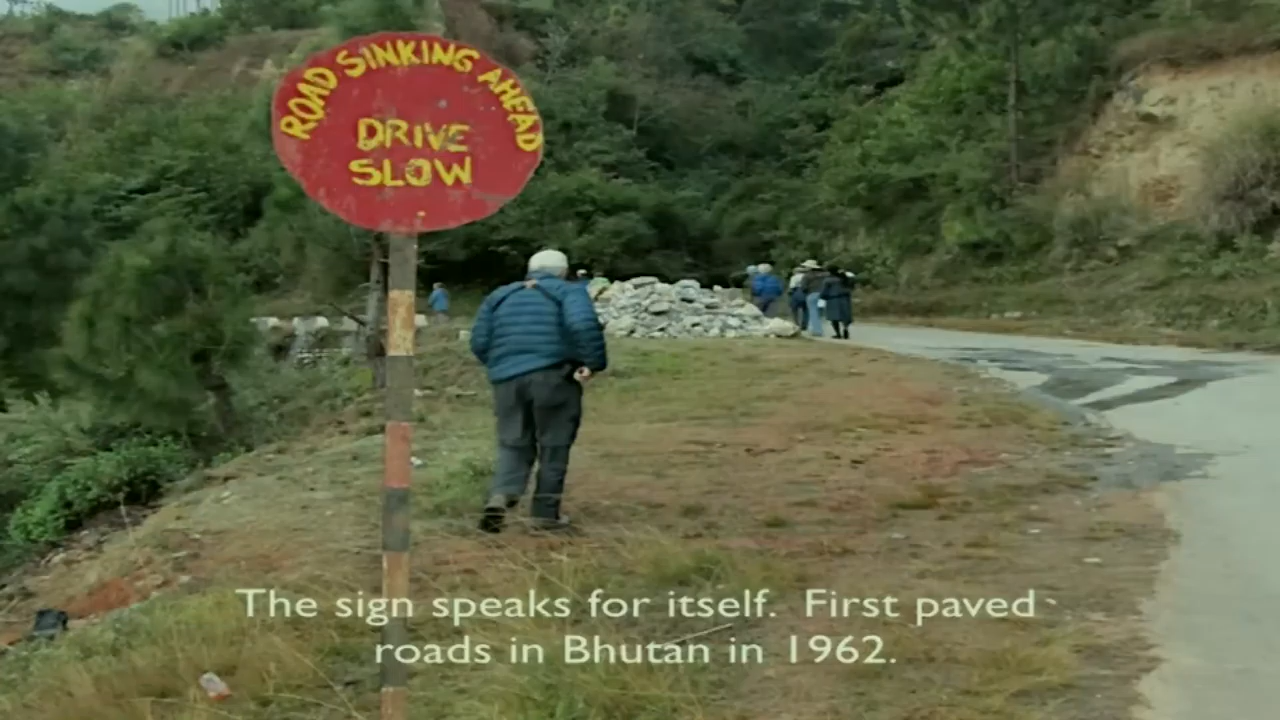 ROAD SINKING AHEAD
DRIVE
SLOW
The sign speaks for itself. First paved
roads in Bhutan in 1962.